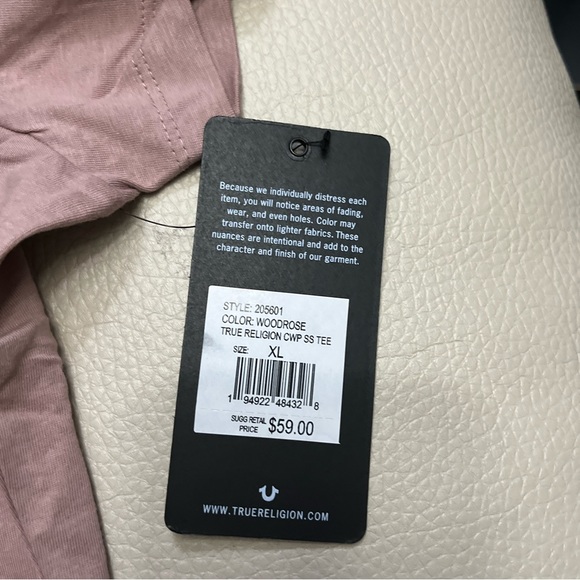 Because we individually distress each
item, you will notice areas of fading,
wear, and even holes. Color may
transfer onto lighter fabrics. These
nuances are intentional and add to the
character and finish of our garment.
STYLE: 205601
COLOR: WOODROSE
TRUE RELIGION CWP SS TEE
SIZE: XL
1 94922 48432 8
SUGG RETAIL
PRICE $59.00
WWW.TRUERELIGION.COM